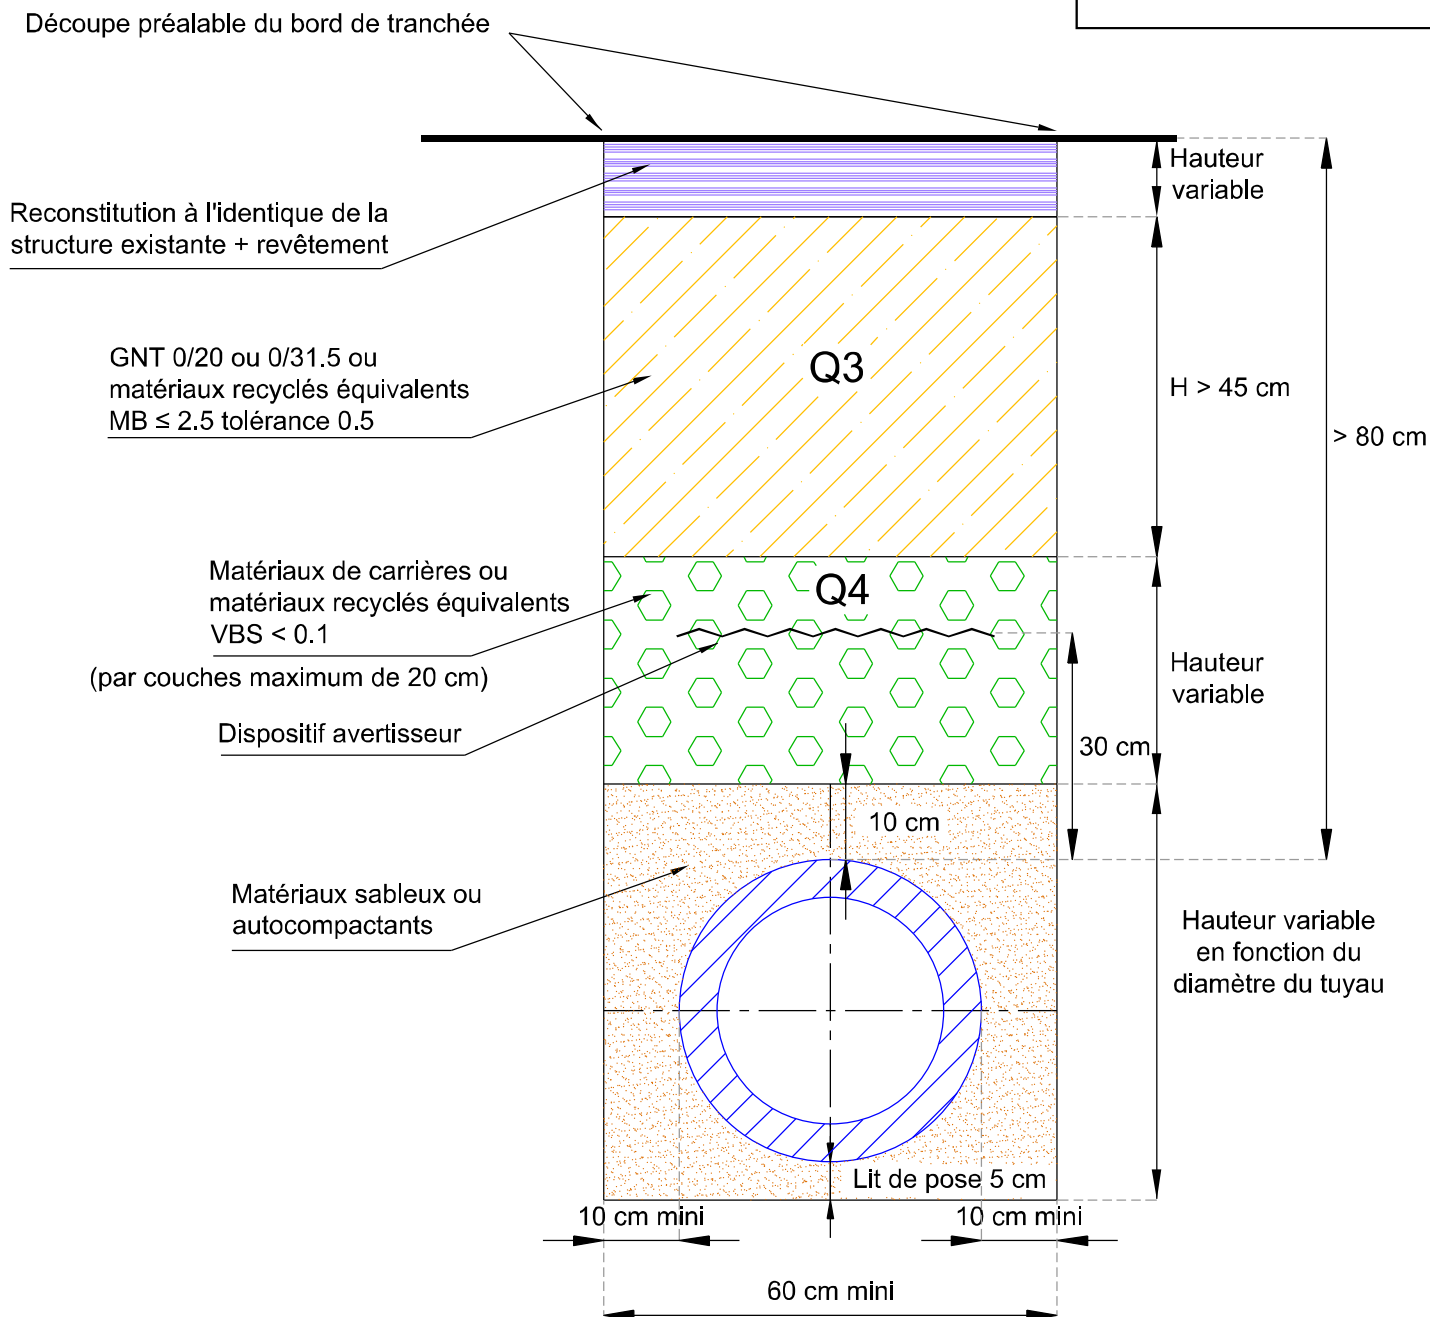 Découpe préalable du bord de tranchée
Hauteur
variable
Reconstitution à l'identique de la
structure existante + revêtement
GNT 0/20 ou 0/31.5 ou
matériaux recyclés équivalents
MB ≤ 2.5 tolérance 0.5
Q3
H > 45 cm
> 80 cm
Matériaux de carrières ou
matériaux recyclés équivalents
VBS < 0.1
(par couches maximum de 20 cm)
Q4
Dispositif avertisseur
Hauteur
variable
30 cm
10 cm
Matériaux sableux ou
autocompactants
Hauteur variable
en fonction du
diamètre du tuyau
Lit de pose 5 cm
10 cm mini
10 cm mini
60 cm mini